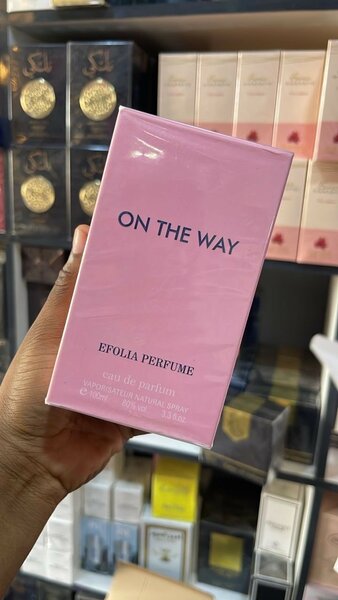 ON THE WAY
EFOLIA PERFUME
eau de parfum
VAPORISATEUR NATURAL SPRAY
℮ 100ml 80% vol. 3.3 fl.oz